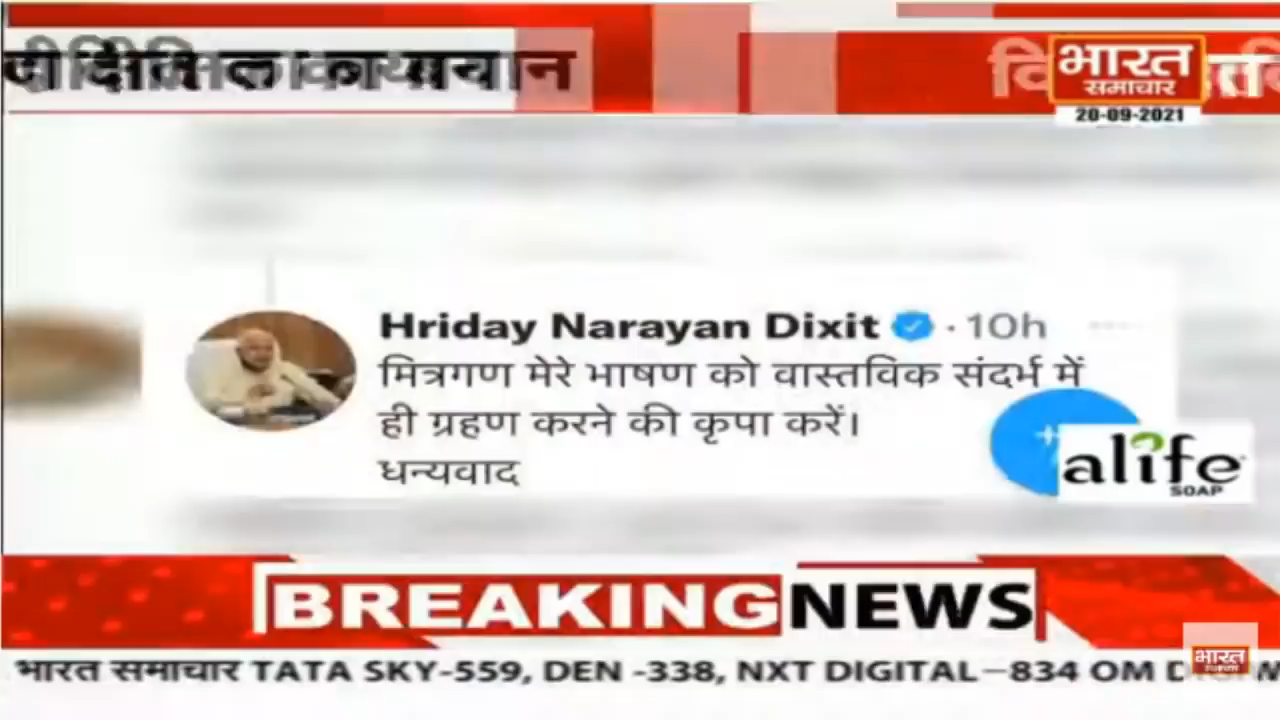 भारत
समाचार
20-09-2021
Hriday Narayan Dixit · 10h
मित्रगण मेरे भाषण को वास्तविक संदर्भ में
ही ग्रहण करने की कृपा करें।
धन्यवाद
alife
SOAP
BREAKING NEWS
भारत समाचार TATA SKY-559, DEN -338, NXT DIGITAL–834 OM
भारत